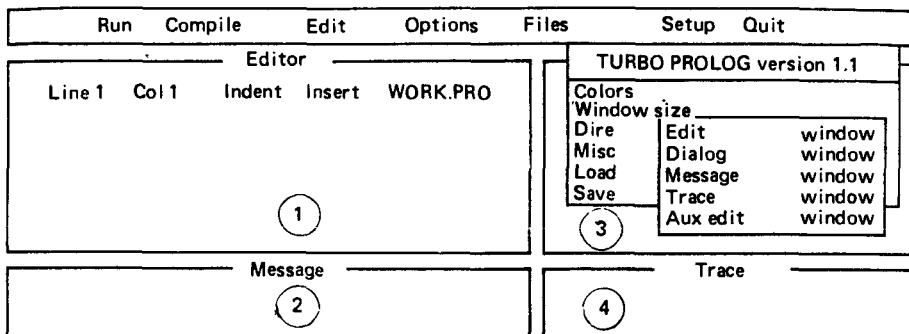 Run Compile Edit Options Files Setup Quit
Editor
Line 1 Col 1 Indent Insert WORK.PRO
1
Message
2
TURBO PROLOG version 1.1
Colors
Window size
Dire
Misc
Load
Save
Edit window
Dialog window
Message window
Trace window
Aux edit window
3
Trace
4